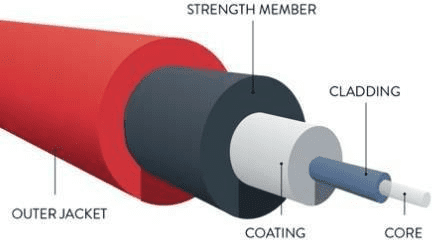 STRENGTH MEMBER
CLADDING
OUTER JACKET
COATING
CORE